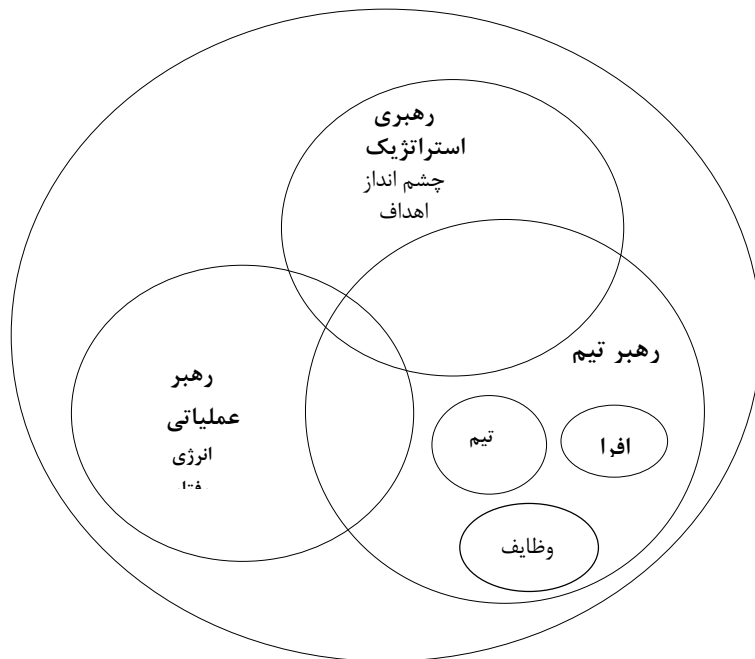 رهبری
استراتژیک
چشم انداز
اهداف
رهبر تیم
رهبر
عملیاتی
انرژی
تیم
افرا
وظایف